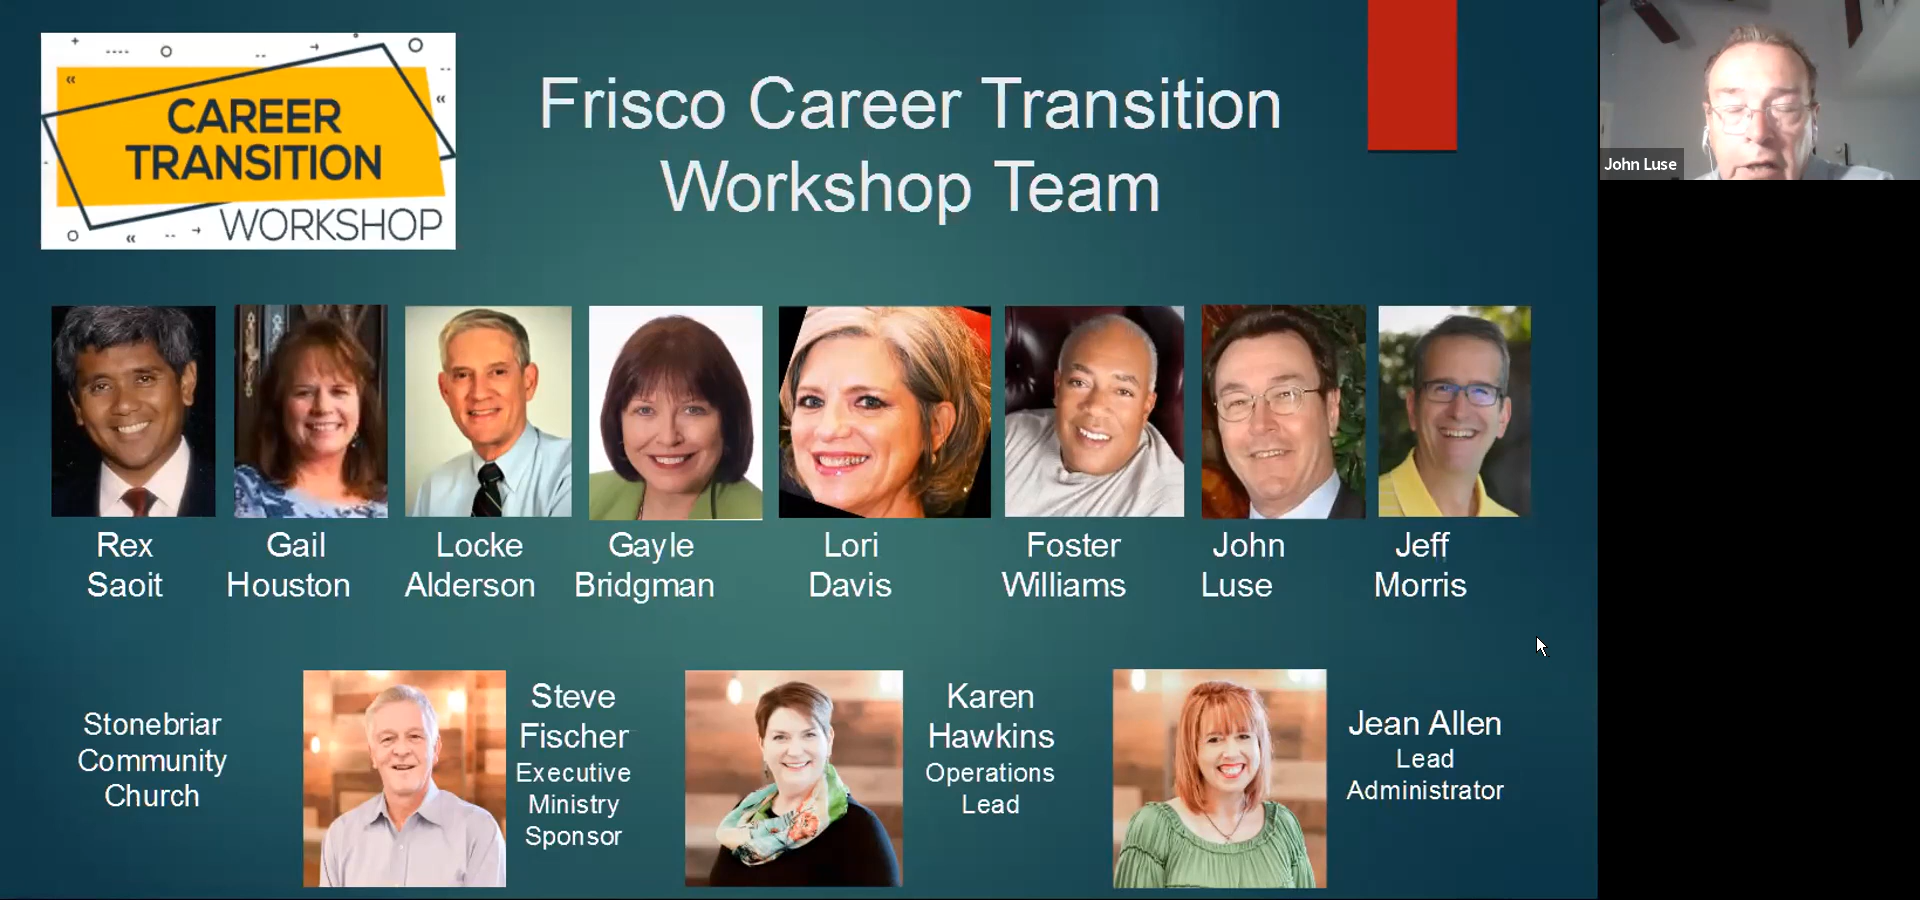 CAREER
TRANSITION
WORKSHOP
Frisco Career Transition
Workshop Team
John Luse
Rex
Saoit
Gail
Houston
Locke
Alderson
Gayle
Bridgman
Lori
Davis
Foster
Williams
John
Luse
Jeff
Morris
Stonebriar
Community
Church
Steve
Fischer
Executive
Ministry
Sponsor
Karen
Hawkins
Operations
Lead
Jean Allen
Lead
Administrator